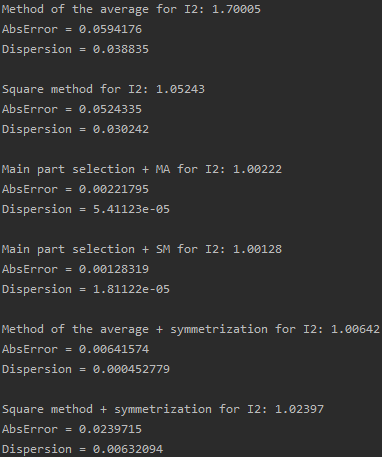 Method of the average for I2: 1.70005
AbsError = 0.0594176
Dispersion = 0.038835
Square method for I2: 1.05243
AbsError = 0.0524335
Dispersion = 0.030242
Main part selection + MA for I2: 1.00222
AbsError = 0.00221795
Dispersion = 5.41123e-05
Main part selection + SM for I2: 1.00128
AbsError = 0.00128319
Dispersion = 1.81122e-05
Method of the average + symmetrization for I2: 1.00642
AbsError = 0.00641574
Dispersion = 0.000452779
Square method + symmetrization for I2: 1.02397
AbsError = 0.0239715
Dispersion = 0.00632094